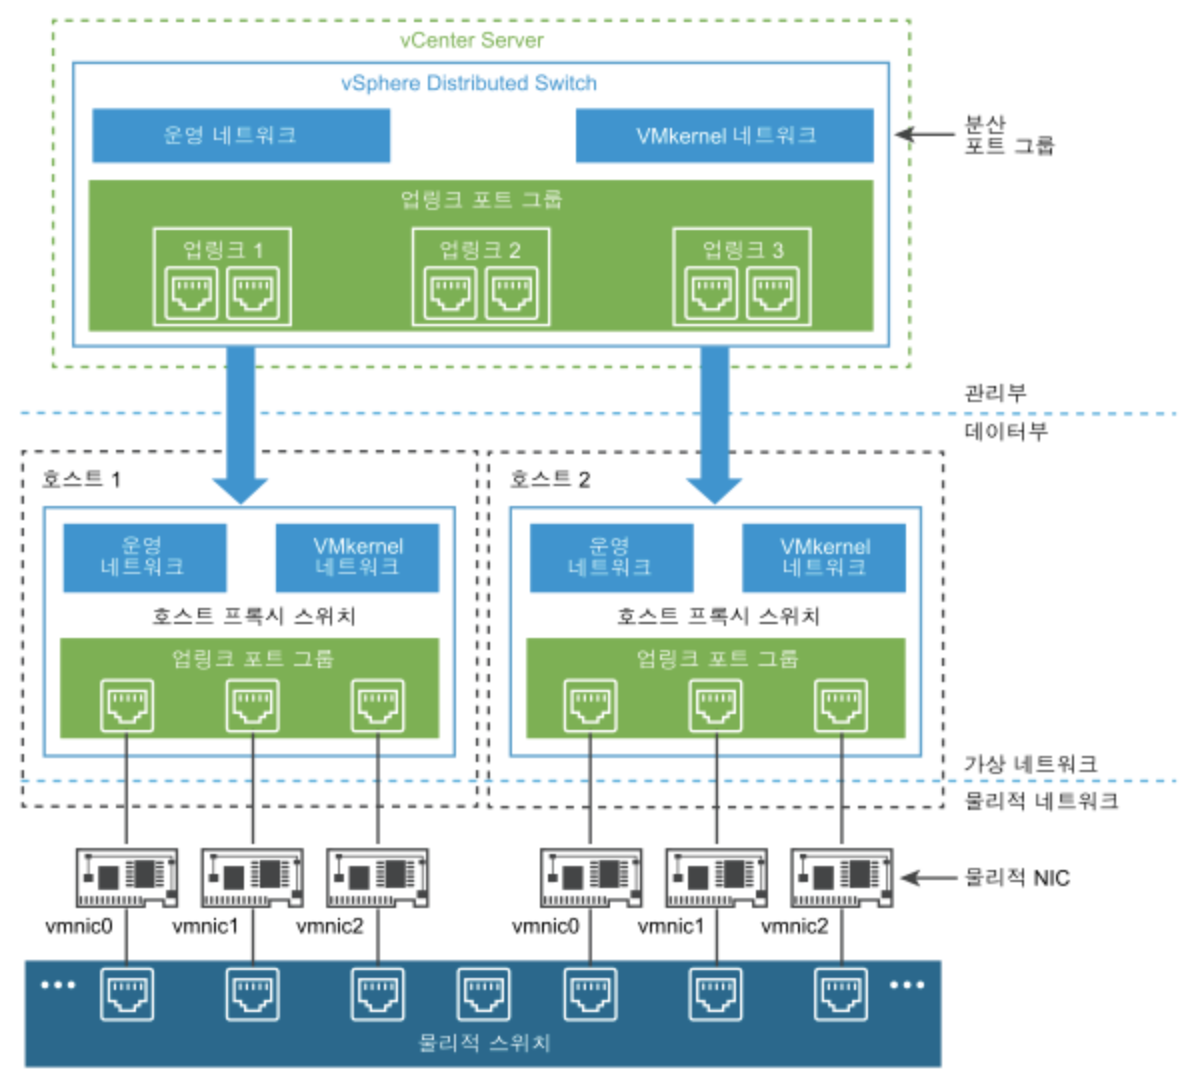 vCenter Server
vSphere Distributed Switch
운영 네트워크
VMkernel 네트워크
분산
포트 그룹
업링크 포트 그룹
업링크 1
업링크 2
업링크 3
관리부
데이터부
호스트 1
호스트 2
운영
네트워크
VMkernel
네트워크
운영
네트워크
VMkernel
네트워크
호스트 프록시 스위치
호스트 프록시 스위치
업링크 포트 그룹
업링크 포트 그룹
가상 네트워크
물리적 네트워크
물리적 NIC
vmnic0
vmnic1
vmnic2
vmnic0
vmnic1
vmnic2
물리적 스위치